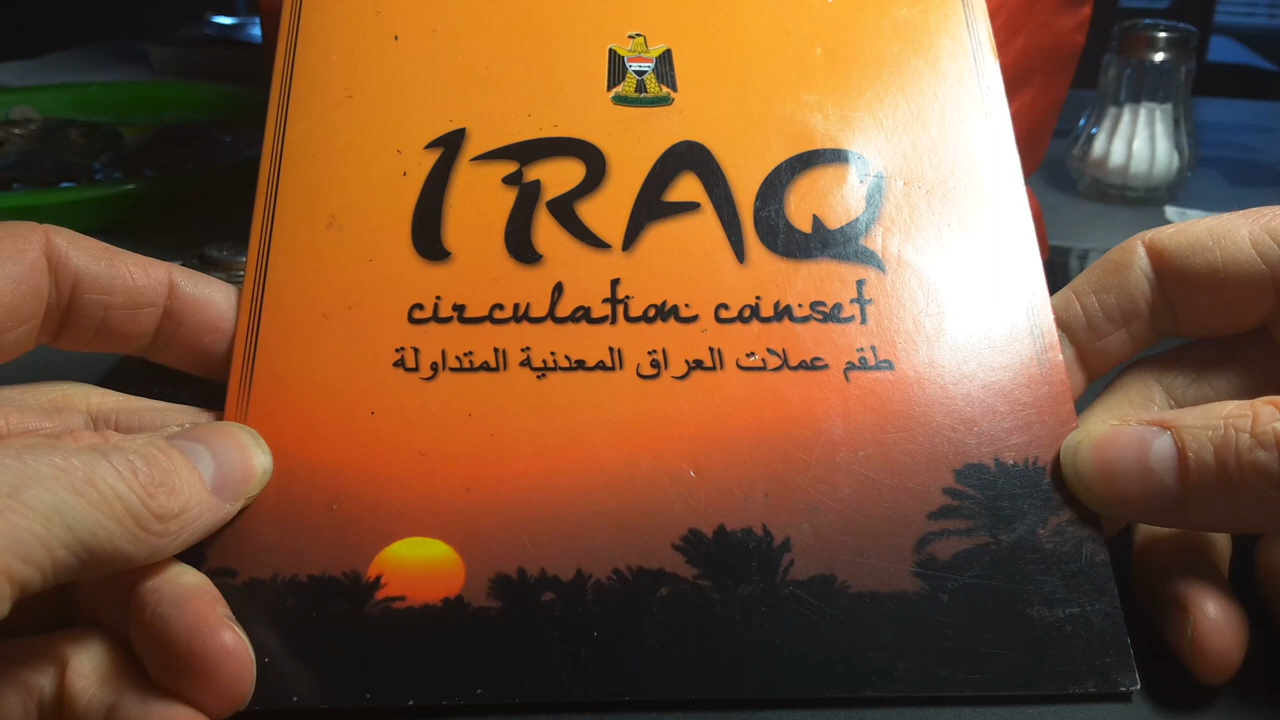 IRAQ
circulation coinset
طقم عملات العراق المعدنية المتداولة